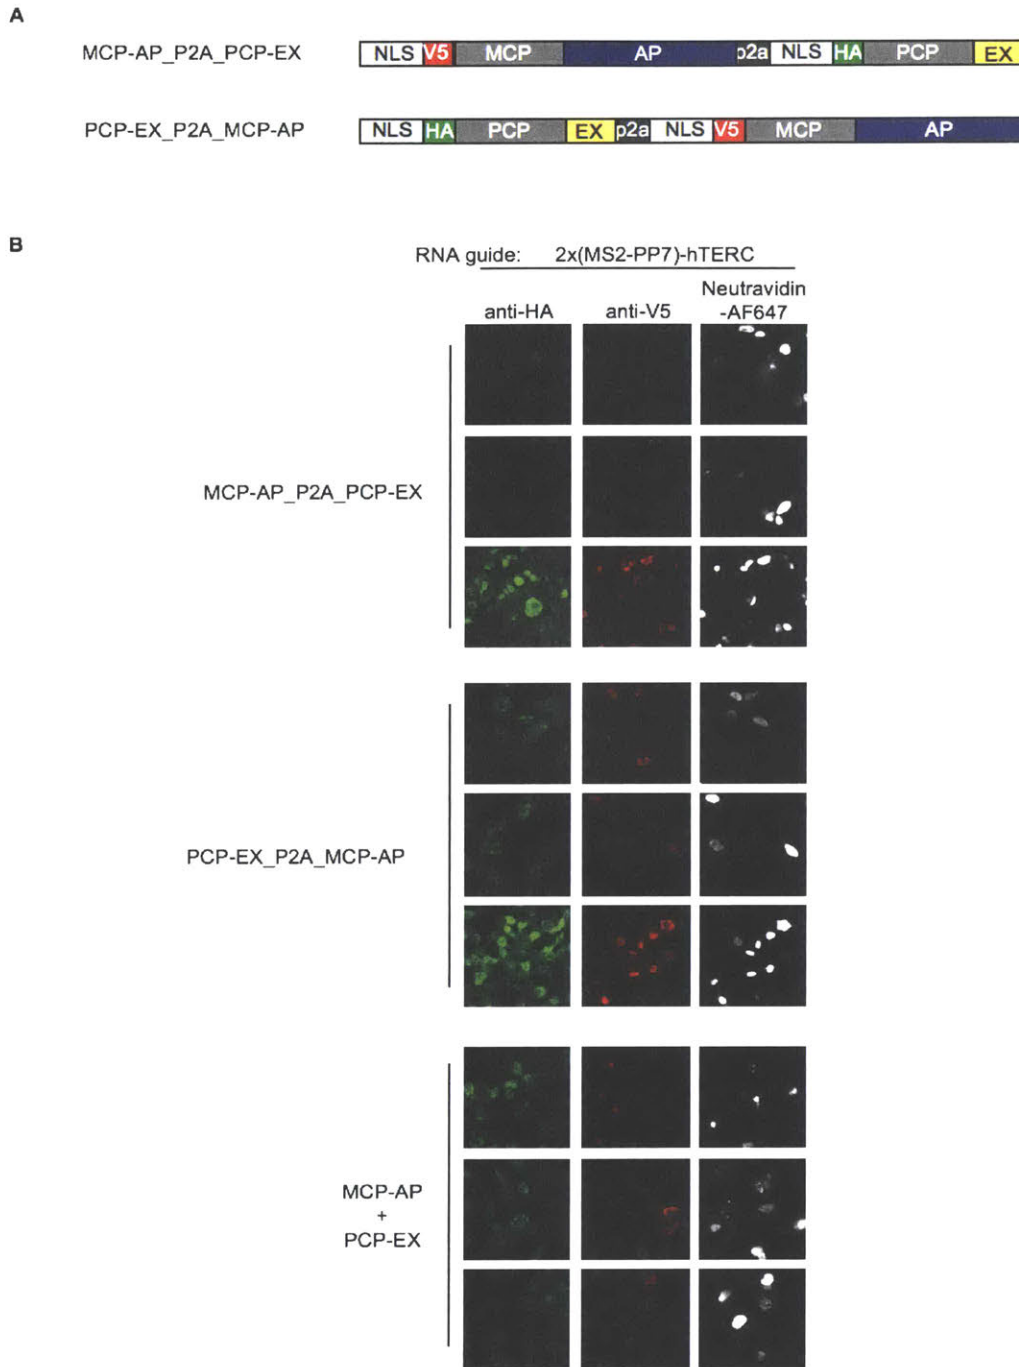 A
MCP-AP_P2A_PCP-EX
NLS V5 MCP AP p2a NLS HA PCP EX
PCP-EX_P2A_MCP-AP
NLS HA PCP EX p2a NLS V5 MCP AP
B
RNA guide: 2x(MS2-PP7)-hTERC
anti-HA anti-V5 Neutravidin
-AF647
MCP-AP_P2A_PCP-EX
PCP-EX_P2A_MCP-AP
MCP-AP
+
PCP-EX